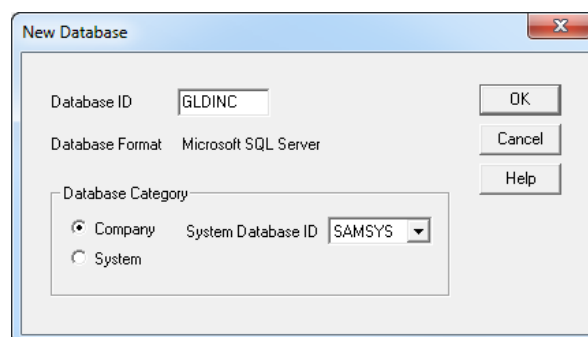 New Database
Database ID GLDINC OK
Database Format Microsoft SQL Server Cancel
Help
Database Category
Company System Database ID SAMSYS
System